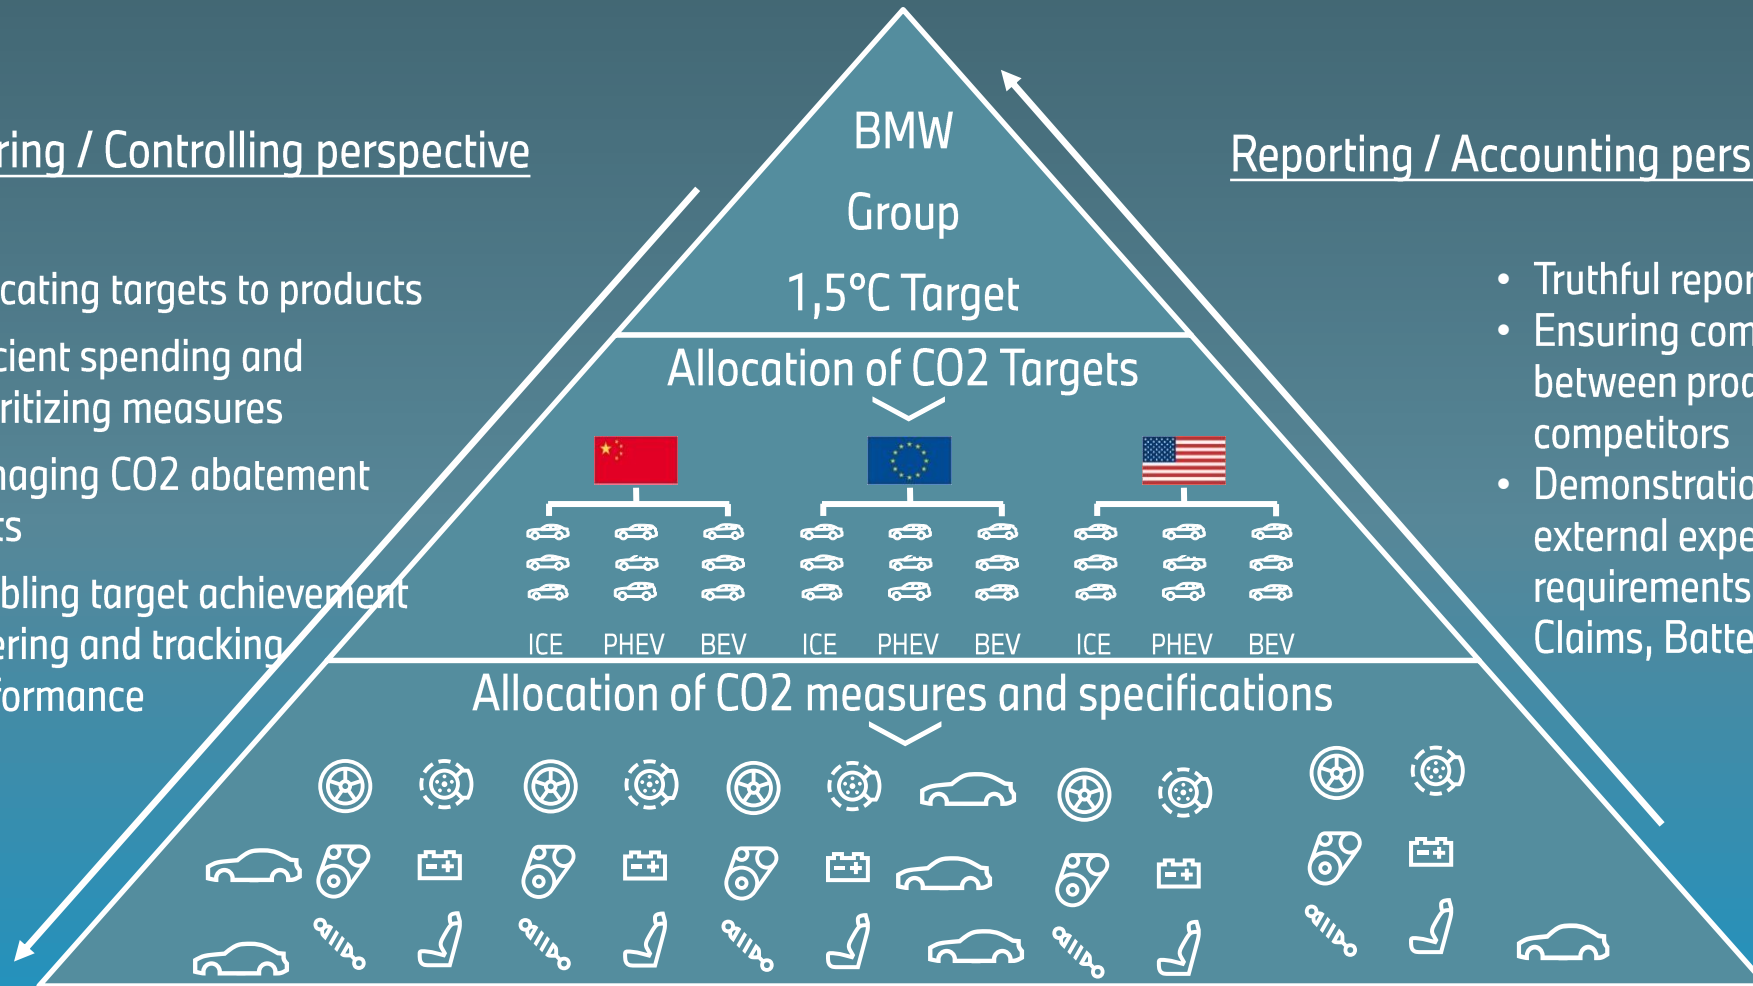 ring / Controlling perspective
cating targets to products
cient spending and
ritizing measures
naging CO2 abatement
ts
bling target achievement
ering and tracking
formance
BMW
Group
1,5°C Target
Allocation of CO2 Targets
ICE PHEV BEV ICE PHEV BEV ICE PHEV BEV
Allocation of CO2 measures and specifications
Reporting / Accounting pers
• Truthful repor
• Ensuring com
between prod
competitors
• Demonstratio
external expe
requirements
Claims, Batte